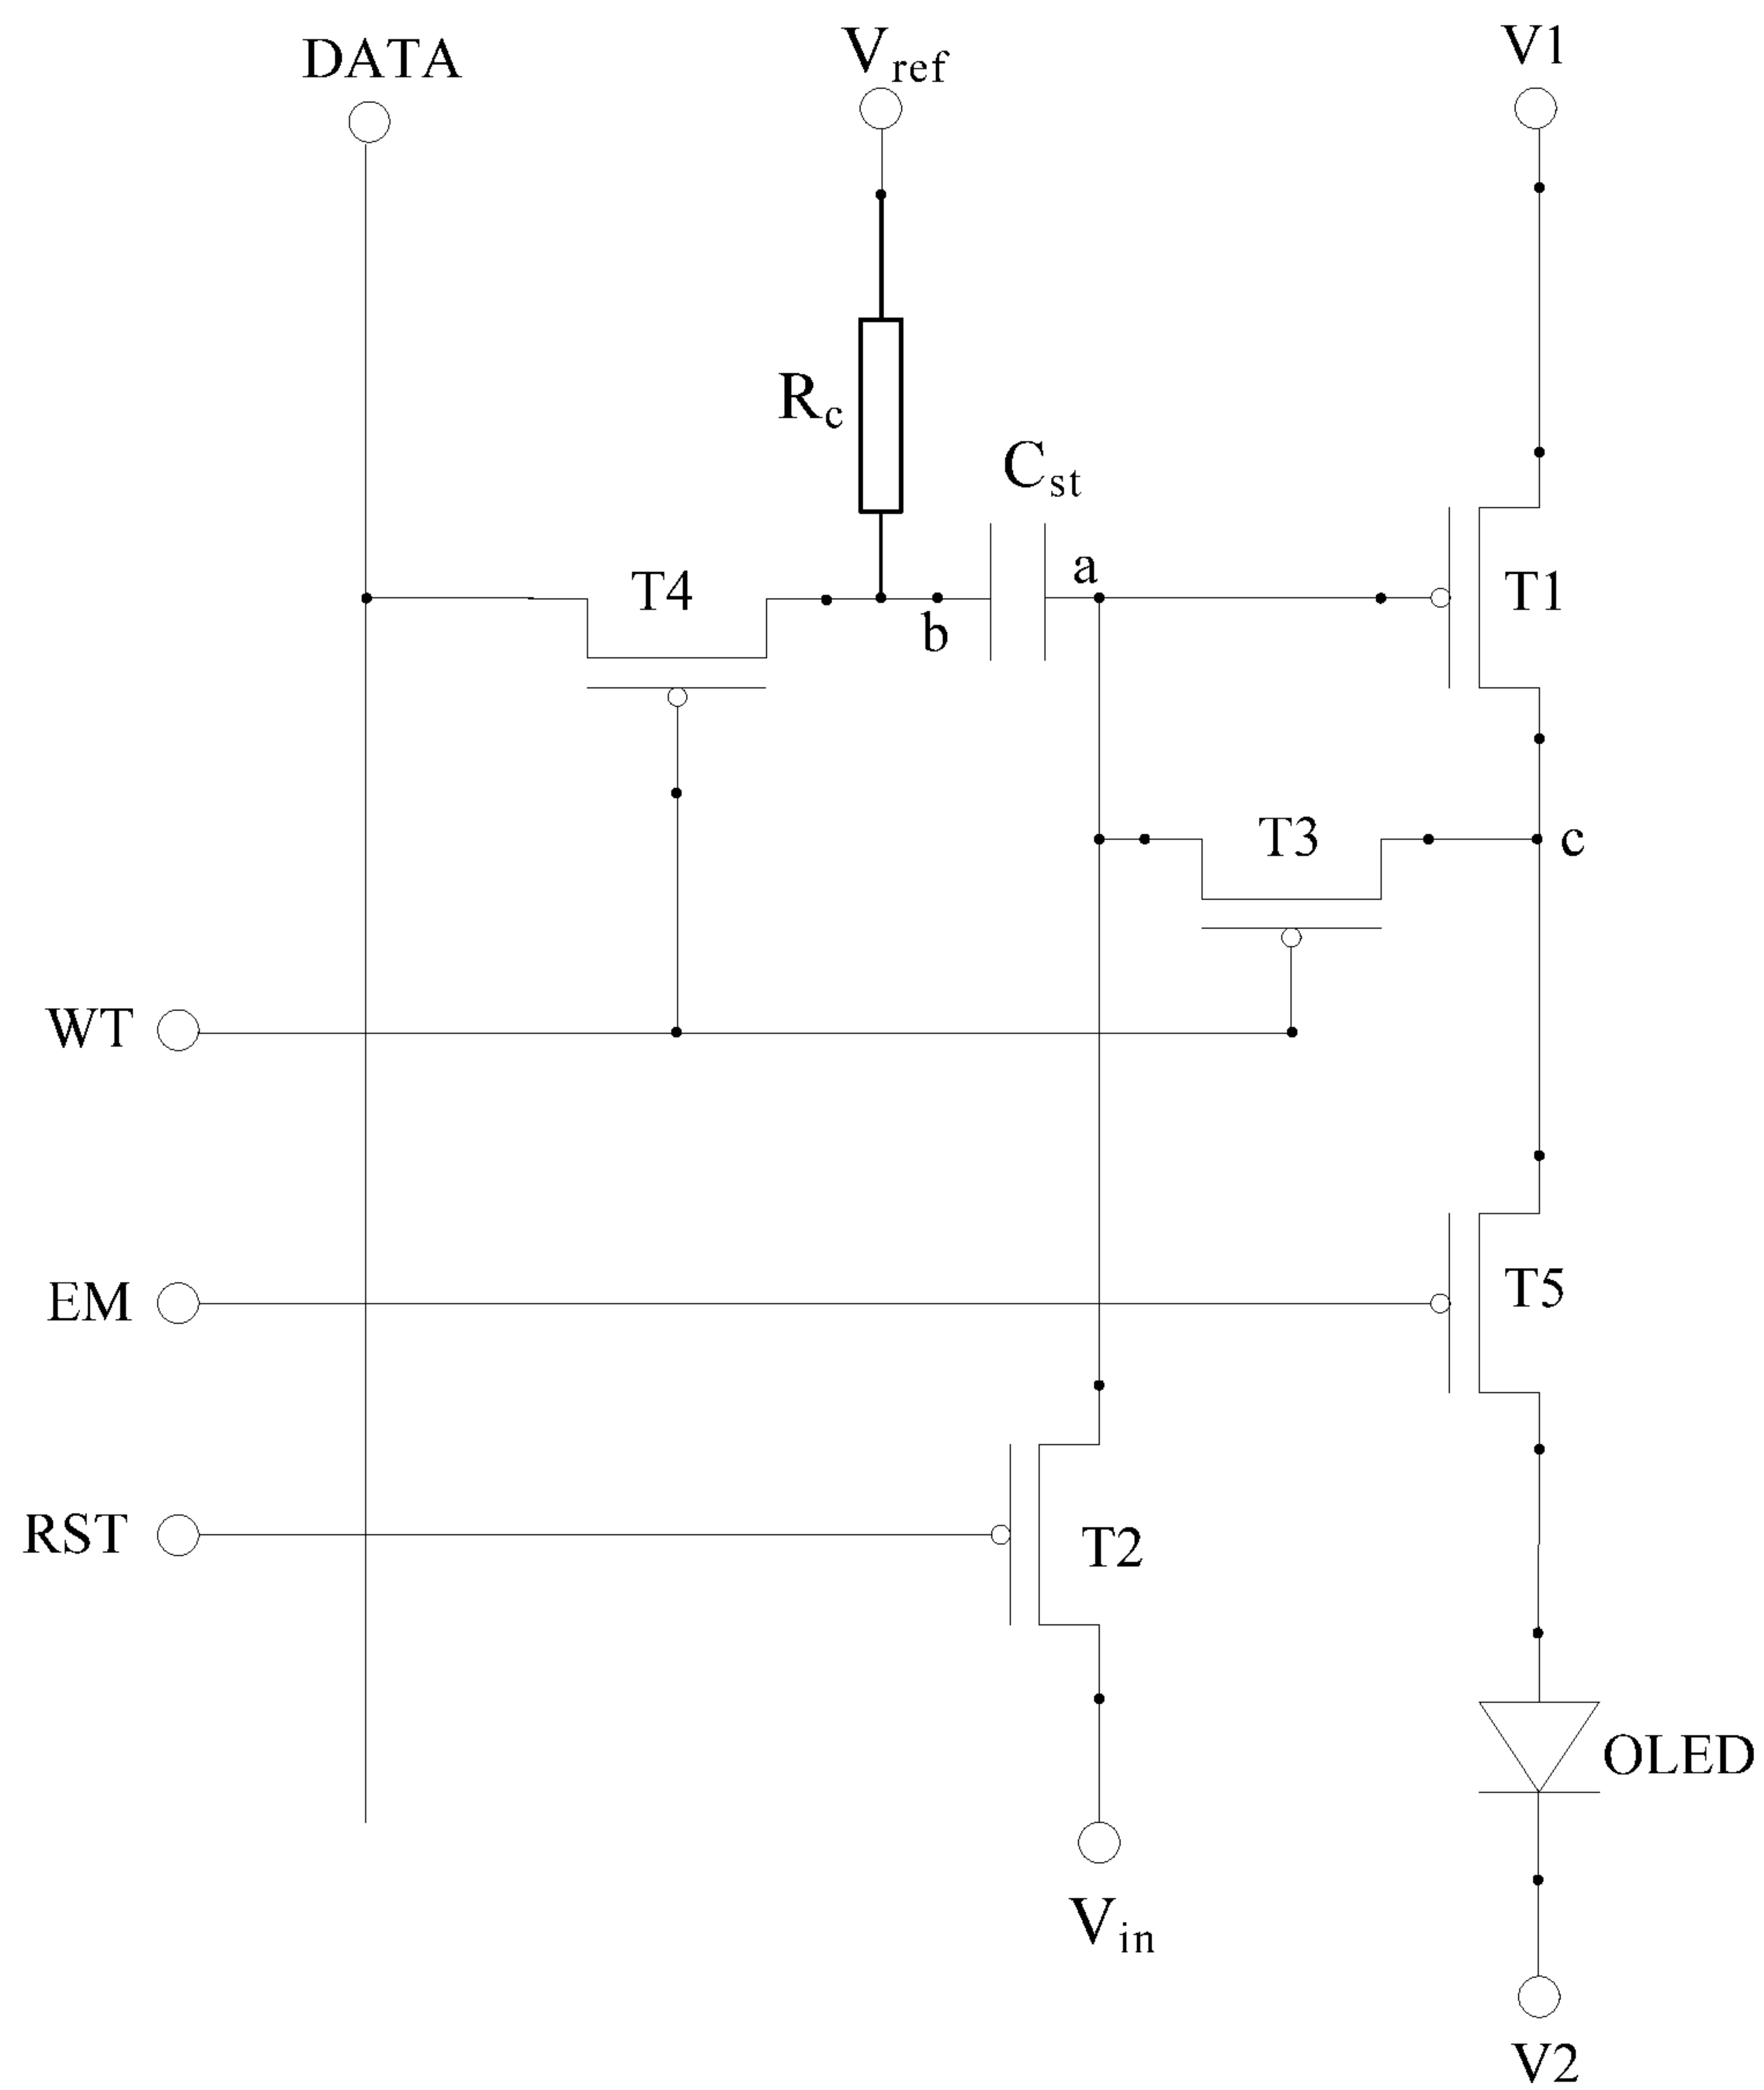 DATA
Vref
V1
Rc
Cst
a
T4
b
T1
T3
c
WT
EM
T5
RST
T2
OLED
Vin
V2